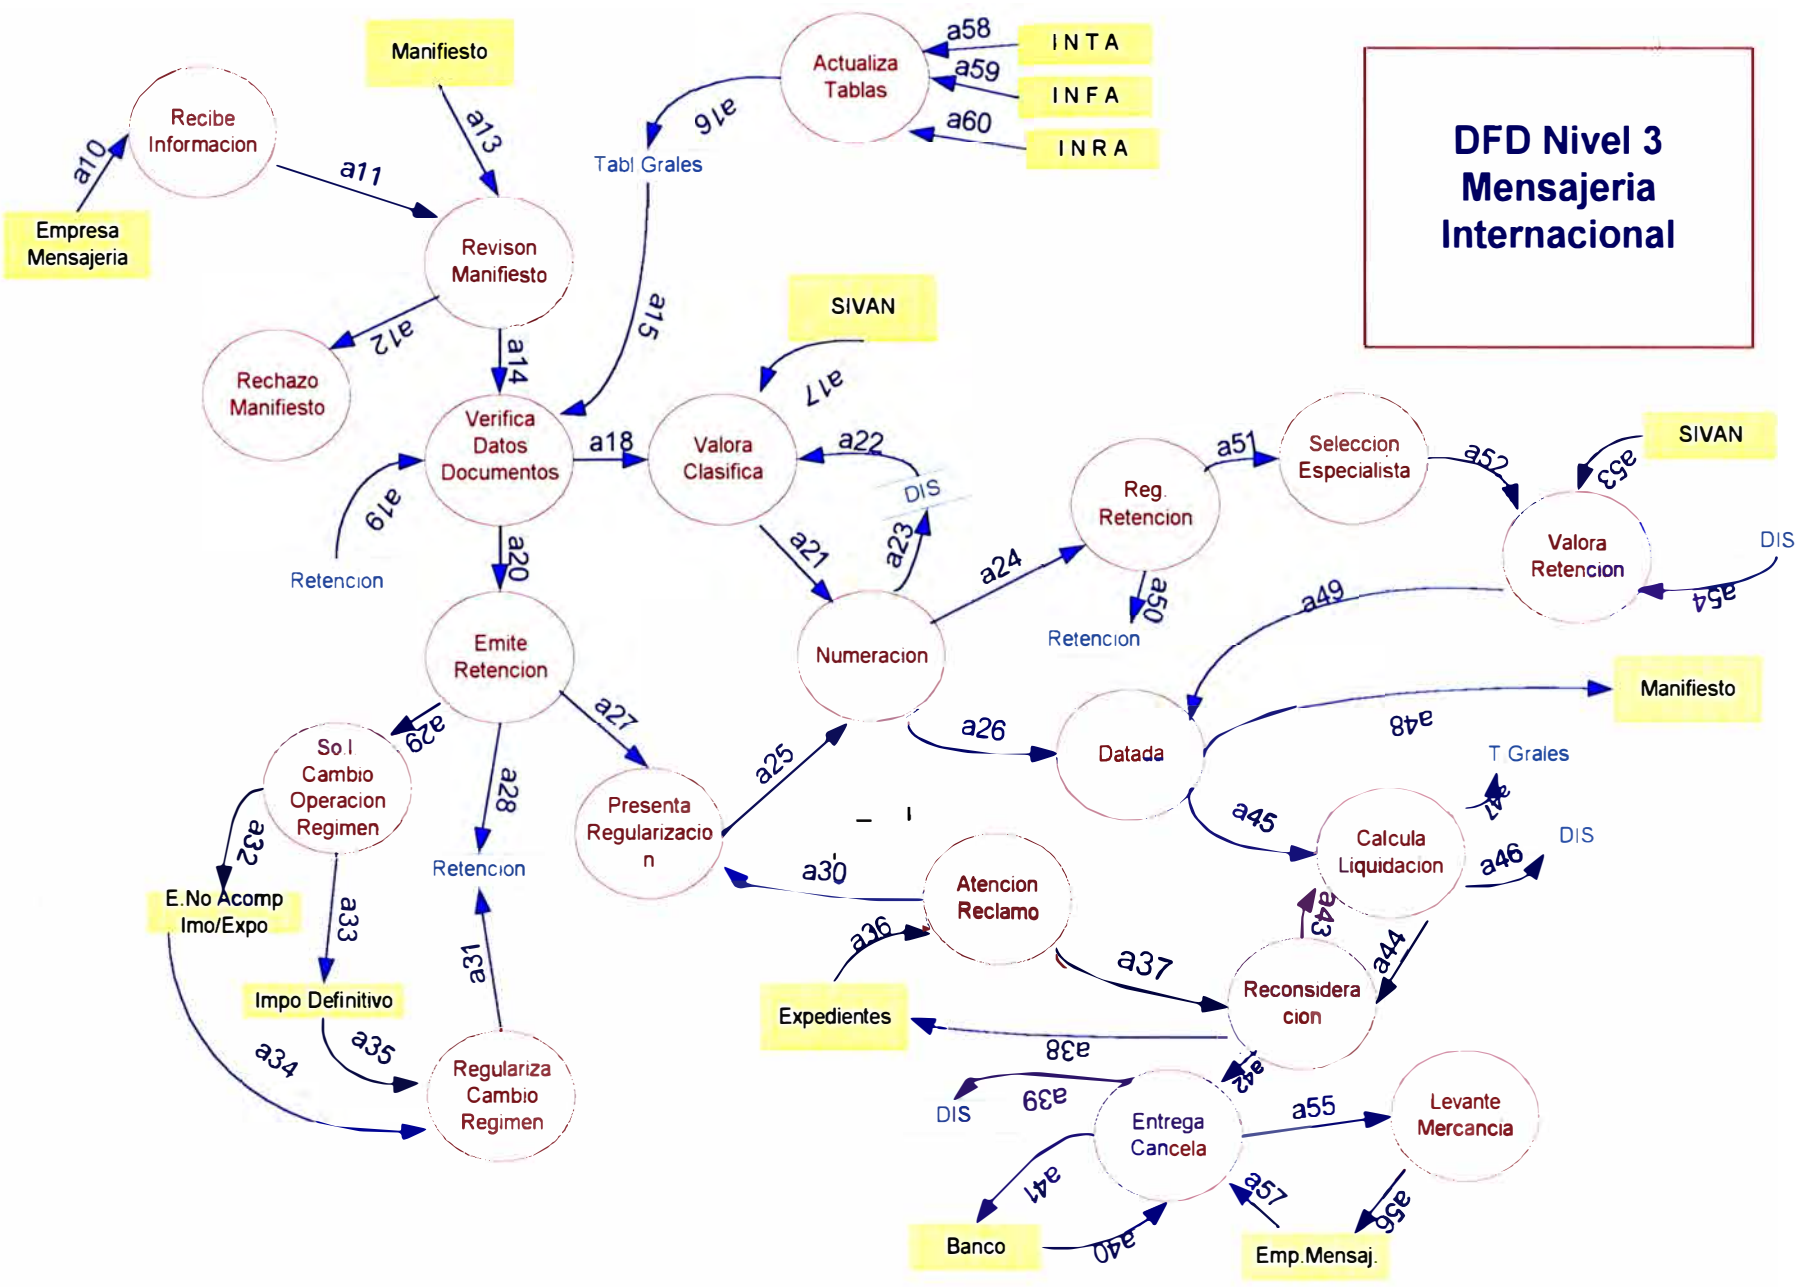 Manifiesto
a58
INTA
Actualiza
Tablas
a59
INFA
a60
INRA
a16
Tabl Grales
DFD Nivel 3
Mensajeria
Internacional
Recibe
Informacion
a10
a11
a13
Empresa
Mensajeria
Revison
Manifiesto
a12
a14
a15
Rechazo
Manifiesto
SIVAN
a17
Verifica
Datos
Documentos
a18
Valora
Clasifica
a22
DIS
a19
Retencion
a20
a21
a23
a24
Reg.
Retencion
a51
Seleccion
Especialista
a52
SIVAN
a53
Valora
Retencion
DIS
a54
a50
Retencion
a49
Emite
Retencion
Numeracion
a29
a28
a27
a25
a26
Datada
a48
Manifiesto
So.l
Cambio
Operacion
Regimen
Presenta
Regularizacio
n
a45
T Grales
a47
Calcula
Liquidacion
a46
DIS
a32
a33
Retencion
a30
Atencion
Reclamo
a43
a44
E.No Acomp
Imo/Expo
a31
a36
a37
Impo Definitivo
Expedientes
Reconsidera
cion
a34
a35
a38
a42
Regulariza
Cambio
Regimen
DIS
a39
Entrega
Cancela
a55
Levante
Mercancia
a41
a57
a56
Banco
a40
Emp.Mensaj.